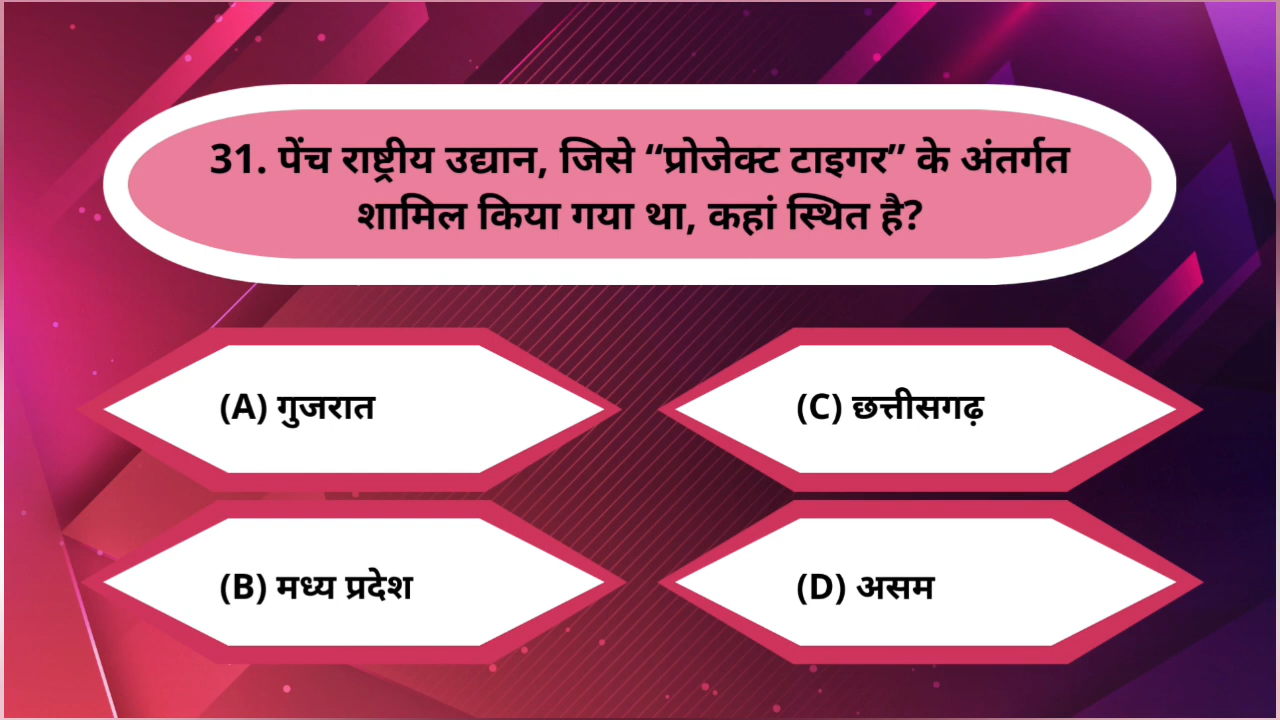 31. पेंच राष्ट्रीय उद्यान, जिसे “प्रोजेक्ट टाइगर” के अंतर्गत
शामिल किया गया था, कहां स्थित है?
(A) गुजरात
(B) मध्य प्रदेश
(C) छत्तीसगढ़
(D) असम